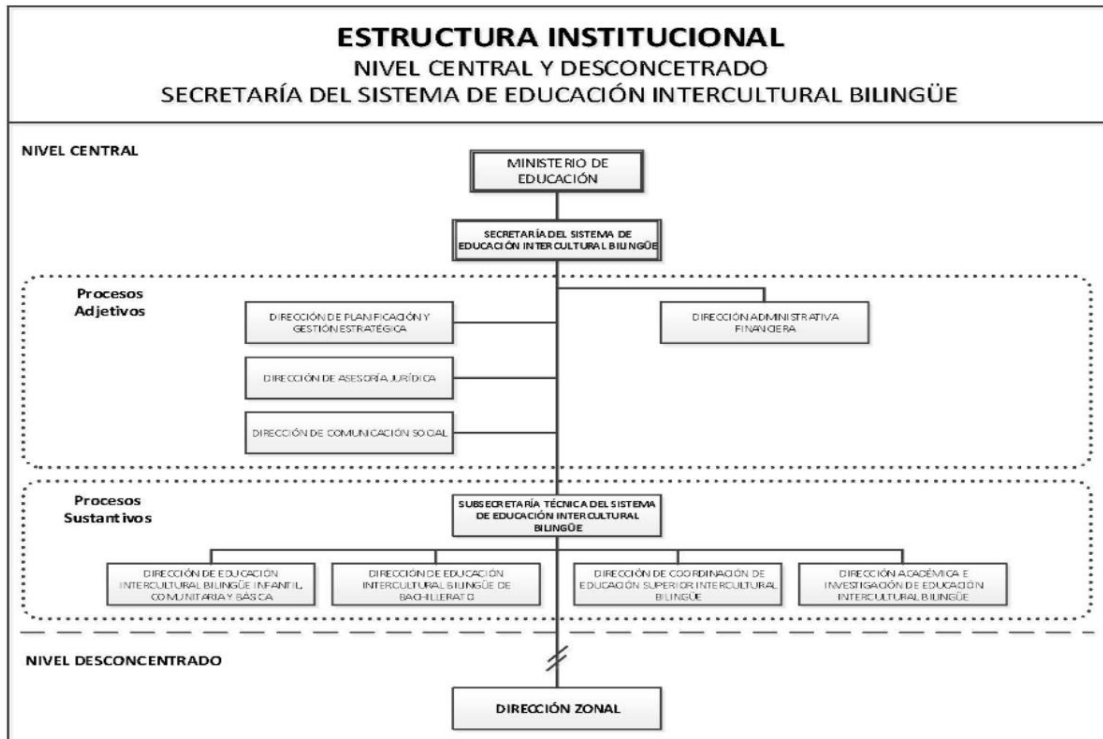 ESTRUCTURA INSTITUCIONAL
NIVEL CENTRAL Y DESCONCETRADO
SECRETARÍA DEL SISTEMA DE EDUCACIÓN INTERCULTURAL BILINGÜE
NIVEL CENTRAL
MINISTERIO DE
EDUCACIÓN
SECRETARÍA DEL SISTEMA DE
EDUCACIÓN INTERCULTURAL BILINGÜE
Procesos
Adjetivos
DIRECCIÓN DE PLANIFICACIÓN Y
GESTIÓN ESTRATÉGICA
DIRECCIÓN ADMINISTRATIVA
FINANCIERA
DIRECCIÓN DE ASESORÍA JURÍDICA
DIRECCIÓN DE COMUNICACIÓN SOCIAL
Procesos
Sustantivos
SUBSECRETARÍA TÉCNICA DEL SISTEMA
DE EDUCACIÓN INTERCULTURAL
BILINGÜE
DIRECCIÓN DE EDUCACIÓN
INTERCULTURAL BILINGÜE INFANTIL,
COMUNITARIA Y BÁSICA
DIRECCIÓN DE EDUCACIÓN
INTERCULTURAL BILINGÜE DE
BACHILLERATO
DIRECCIÓN DE COORDINACIÓN DE
EDUCACIÓN SUPERIOR INTERCULTURAL
BILINGÜE
DIRECCIÓN ACADÉMICA E
INVESTIGACIÓN DE EDUCACIÓN
INTERCULTURAL BILINGÜE
NIVEL DESCONCENTRADO
DIRECCIÓN ZONAL